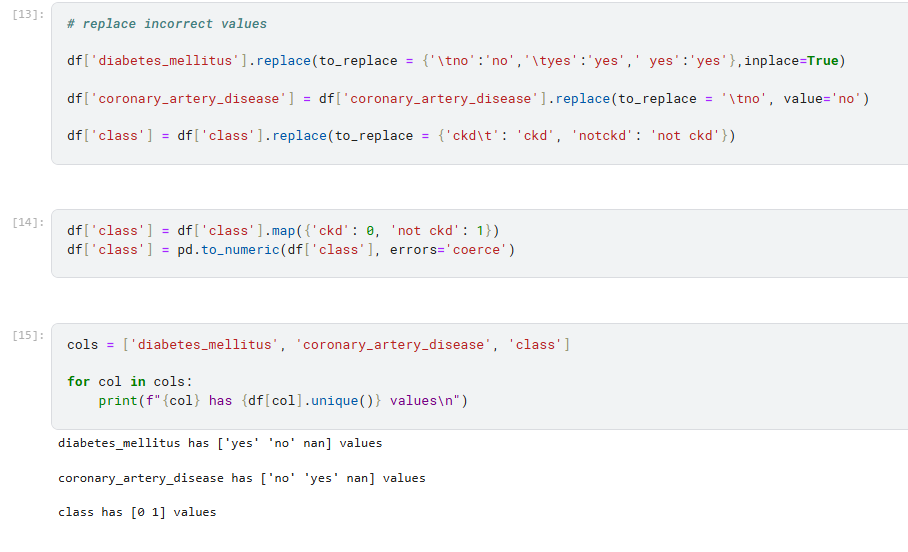 [13]:
# replace incorrect values
df['diabetes_mellitus'].replace(to_replace = {'\tno':'no','\tyes':'yes',' yes':'yes'},inplace=True)
df['coronary_artery_disease'] = df['coronary_artery_disease'].replace(to_replace = '\tno', value='no')
df['class'] = df['class'].replace(to_replace = {'ckd\t': 'ckd', 'notckd': 'not ckd'})
[14]:
df['class'] = df['class'].map({'ckd': 0, 'not ckd': 1})
df['class'] = pd.to_numeric(df['class'], errors='coerce')
[15]:
cols = ['diabetes_mellitus', 'coronary_artery_disease', 'class']
for col in cols:
    print(f"{col} has {df[col].unique()} values\n")
diabetes_mellitus has ['yes' 'no' nan] values
coronary_artery_disease has ['no' 'yes' nan] values
class has [0 1] values